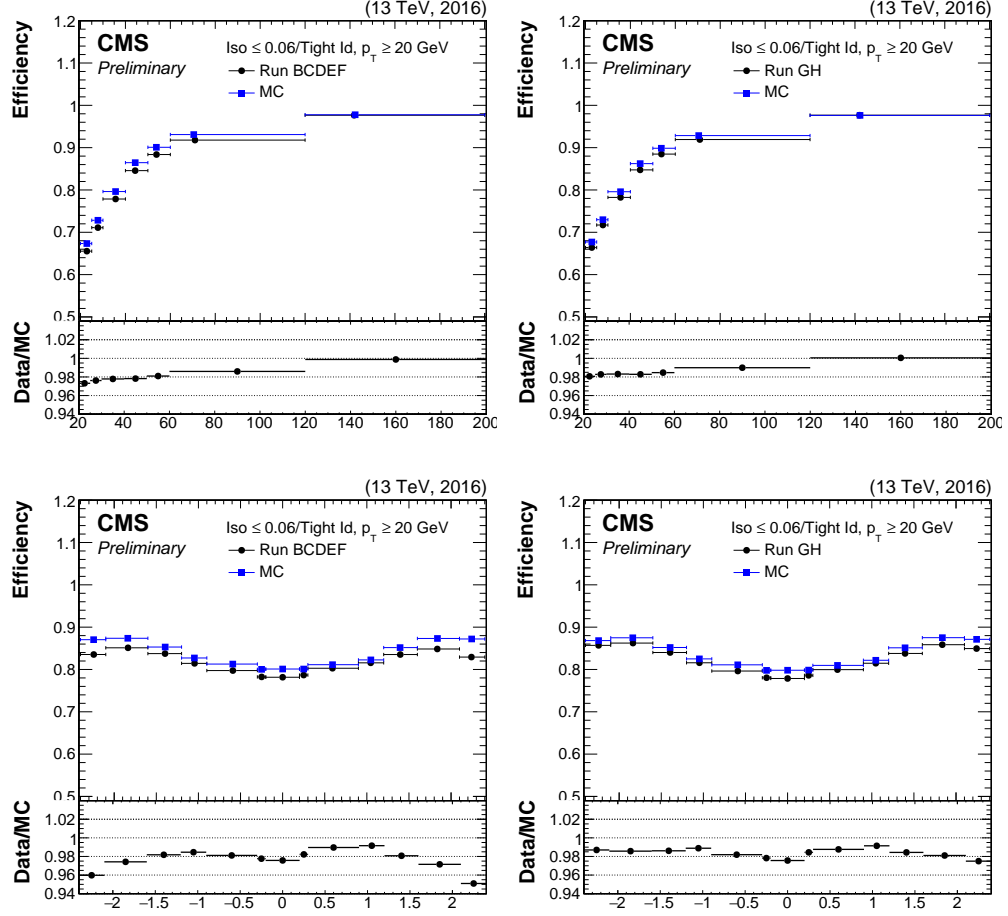 (13 TeV, 2016)
1.2
1.1
1
0.9
0.8
0.7
0.6
0.5
Efficiency
CMS
Preliminary
Iso ≤ 0.06/Tight Id, p_T ≥ 20 GeV
Run BCDEF
MC
Data/MC
1.02
1
0.98
0.96
0.94
20 40 60 80 100 120 140 160 180 200
(13 TeV, 2016)
1.2
1.1
1
0.9
0.8
0.7
0.6
0.5
Efficiency
CMS
Preliminary
Iso ≤ 0.06/Tight Id, p_T ≥ 20 GeV
Run GH
MC
Data/MC
1.02
1
0.98
0.96
0.94
20 40 60 80 100 120 140 160 180 200
(13 TeV, 2016)
1.2
1.1
1
0.9
0.8
0.7
0.6
0.5
Efficiency
CMS
Preliminary
Iso ≤ 0.06/Tight Id, p_T ≥ 20 GeV
Run BCDEF
MC
Data/MC
1.02
1
0.98
0.96
0.94
−2 −1.5 −1 −0.5 0 0.5 1 1.5 2
(13 TeV, 2016)
1.2
1.1
1
0.9
0.8
0.7
0.6
0.5
Efficiency
CMS
Preliminary
Iso ≤ 0.06/Tight Id, p_T ≥ 20 GeV
Run GH
MC
Data/MC
1.02
1
0.98
0.96
0.94
−2 −1.5 −1 −0.5 0 0.5 1 1.5 2